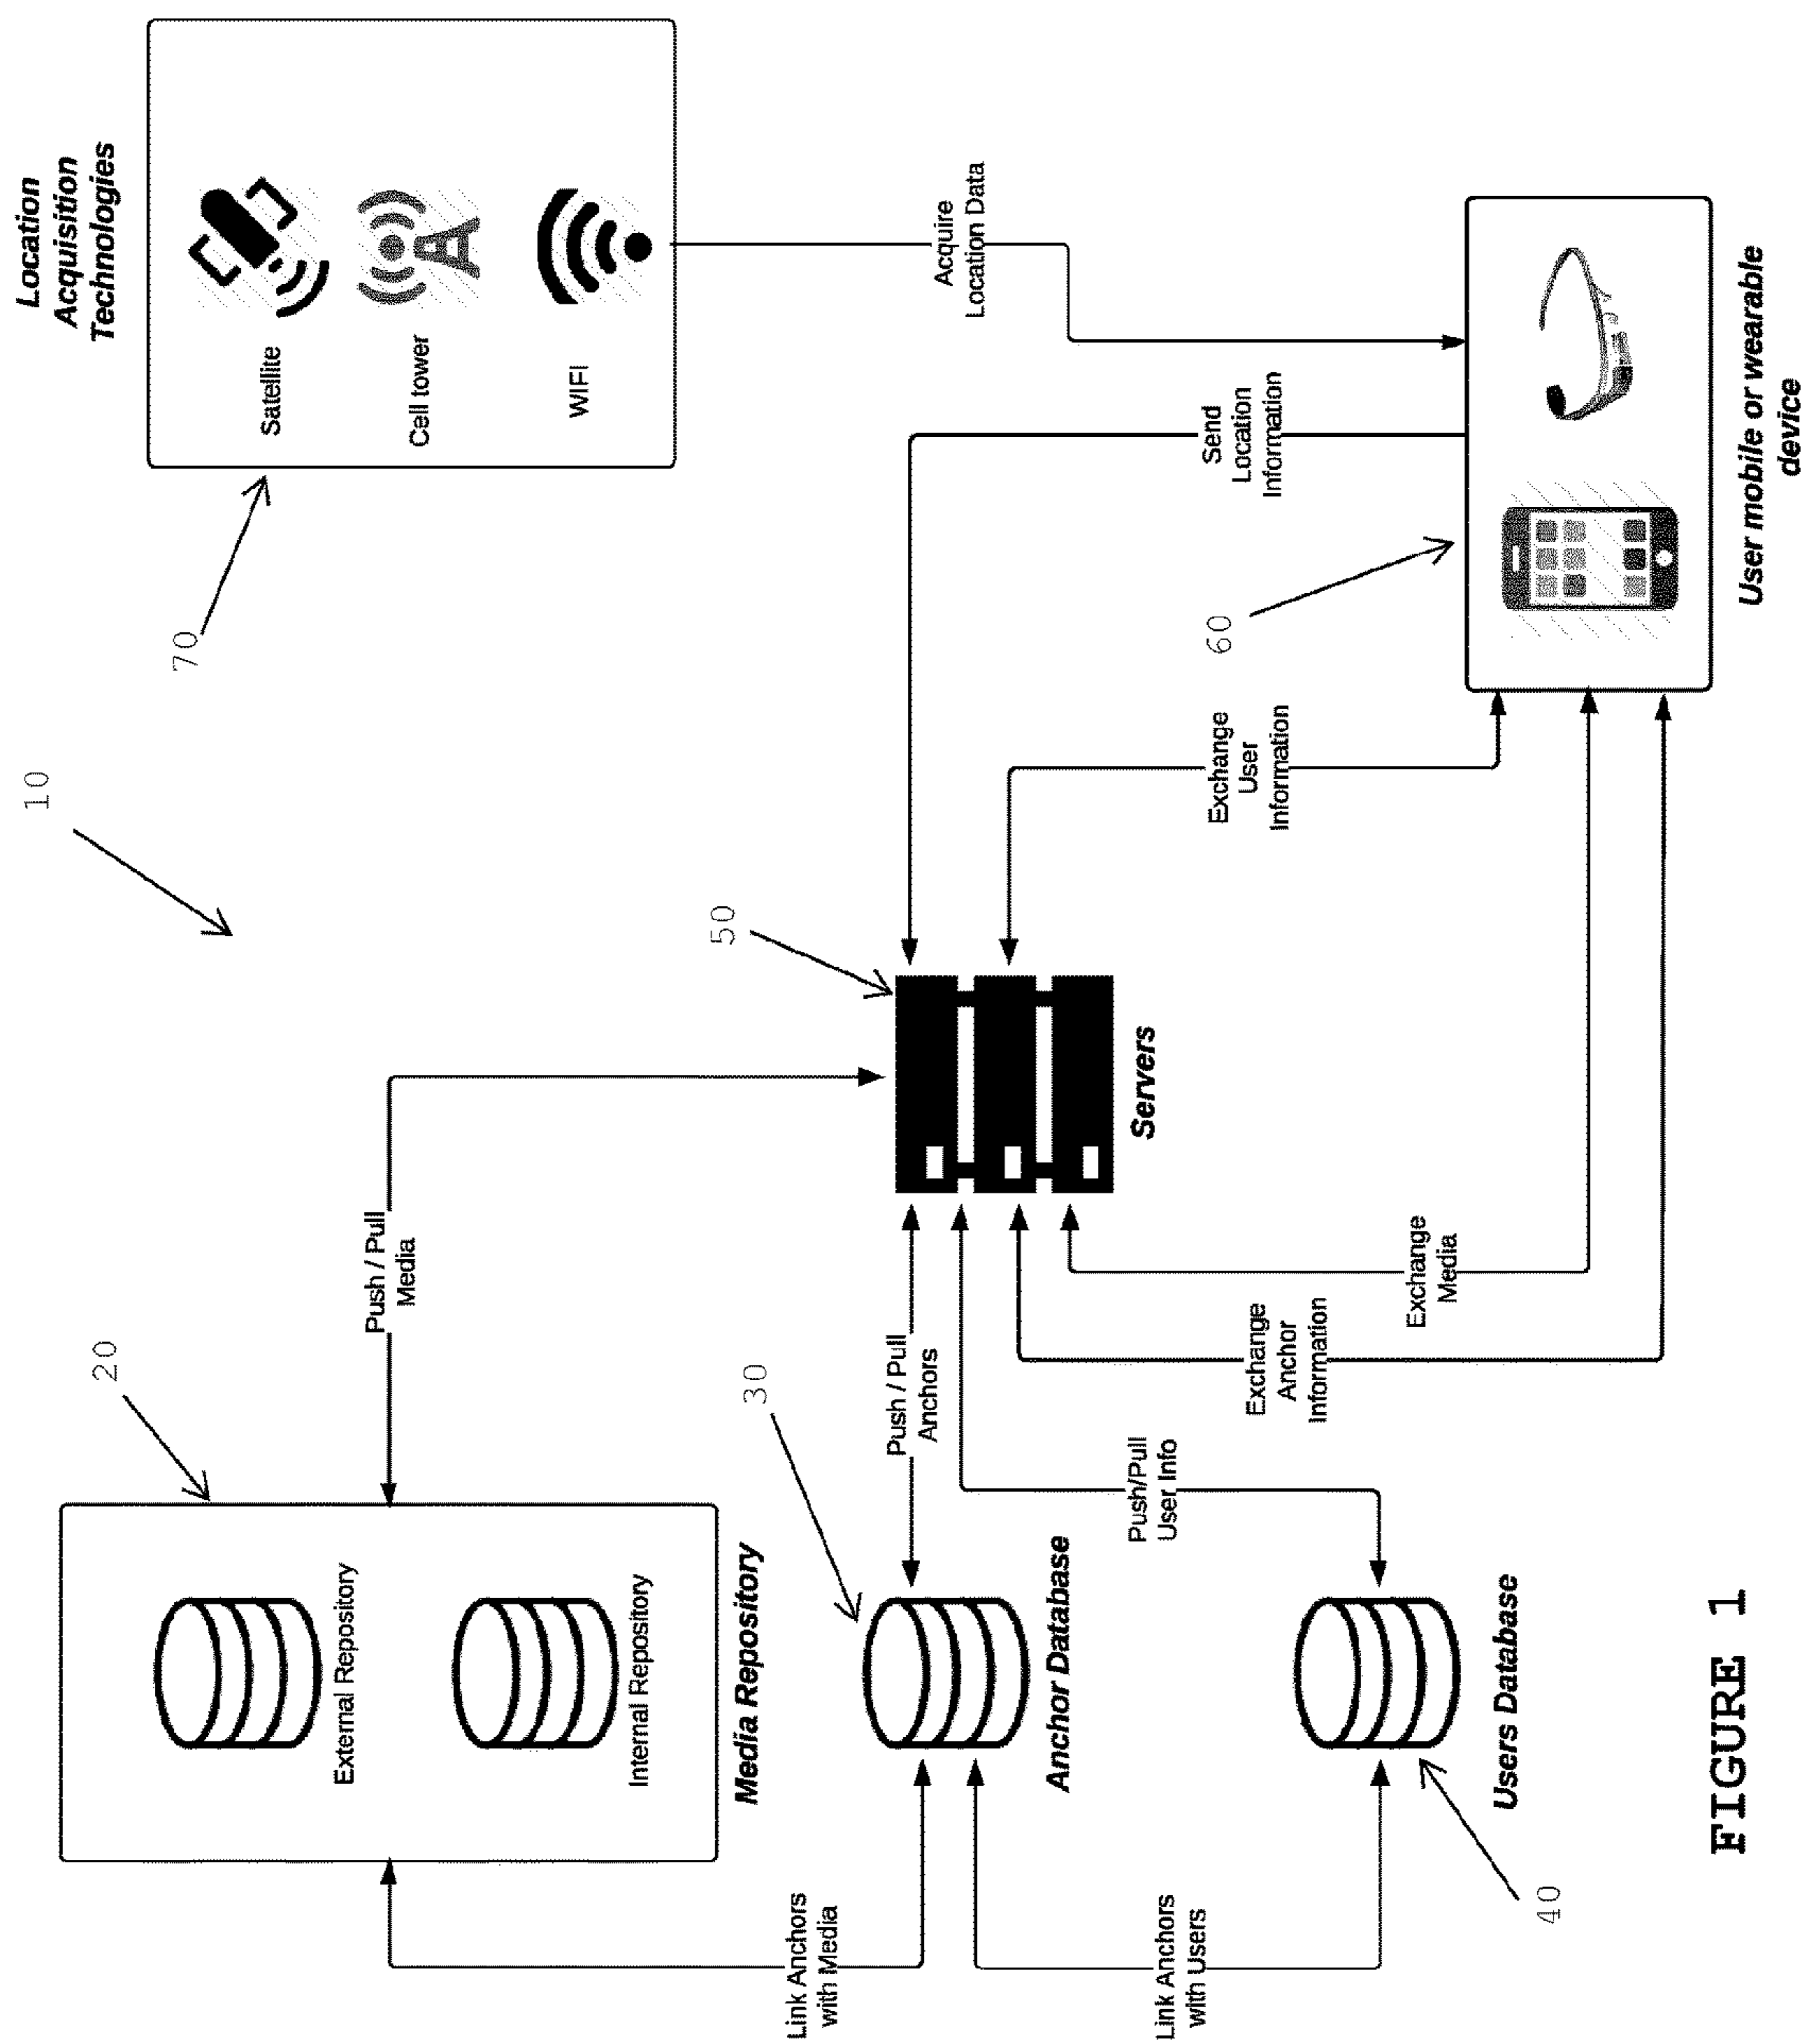 10
Location
Acquisition
Technologies
70
Satellite
Cell tower
WIFI
20
External Repository
Internal Repository
Media Repository
Push / Pull
Media
50
Servers
Acquire
Location Data
Send
Location
Information
Exchange
User
Information
60
User mobile or wearable
device
30
Push / Pull
Anchors
Anchor Database
Push/Pull
User Info
Exchange
Anchor
Information
Exchange
Media
Link Anchors
with Media
Link Anchors
with Users
Users Database
40
FIGURE 1